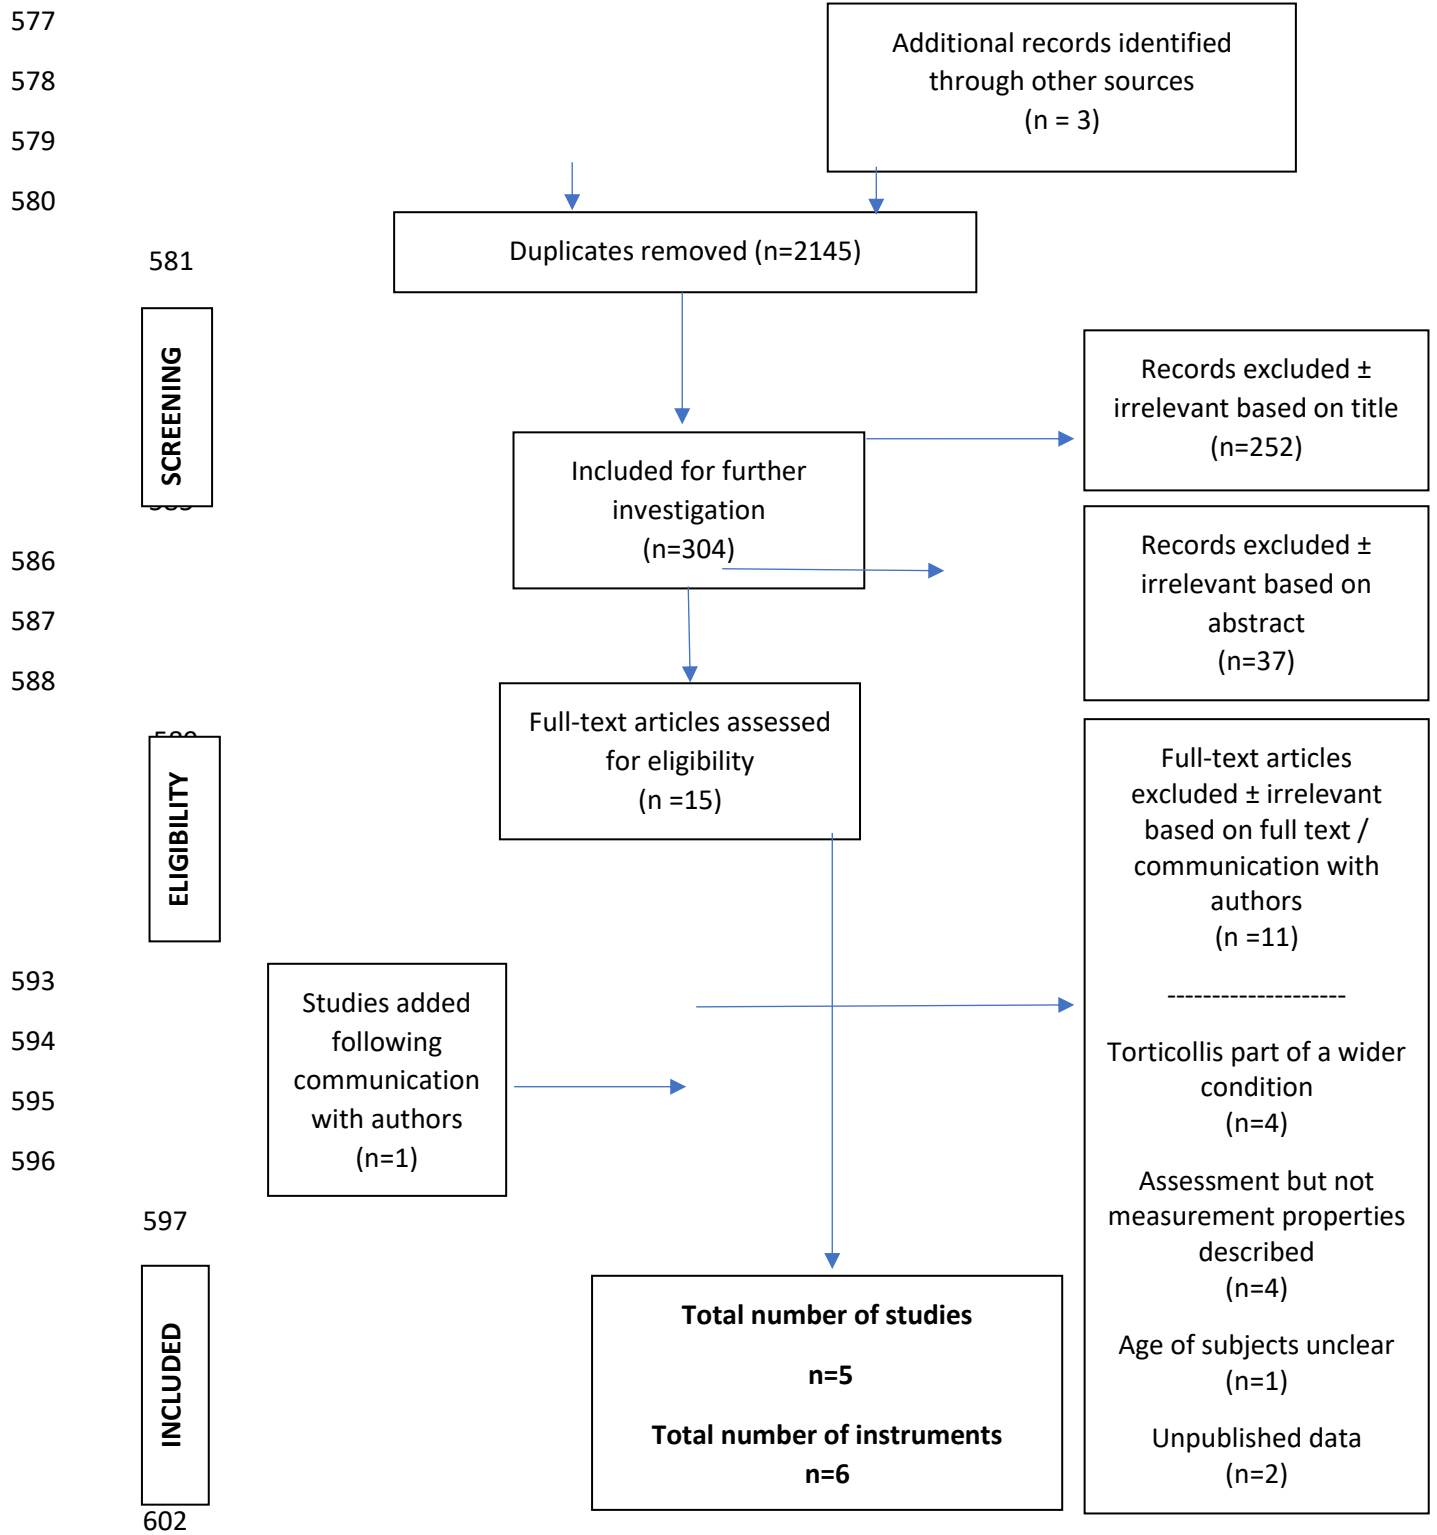 577
Additional records identified
through other sources
(n = 3)
578
579
580
Duplicates removed (n=2145)
581
SCREENING
Records excluded ±
irrelevant based on title
(n=252)
Included for further
investigation
(n=304)
586
587
588
Records excluded ±
irrelevant based on
abstract
(n=37)
Full-text articles assessed
for eligibility
(n =15)
ELIGIBILITY
Full-text articles
excluded ± irrelevant
based on full text /
communication with
authors
(n =11)
--------------------
Torticollis part of a wider
condition
(n=4)
Assessment but not
measurement properties
described
(n=4)
Age of subjects unclear
(n=1)
Unpublished data
(n=2)
593
594
595
596
Studies added
following
communication
with authors
(n=1)
597
INCLUDED
Total number of studies
n=5
Total number of instruments
n=6
602